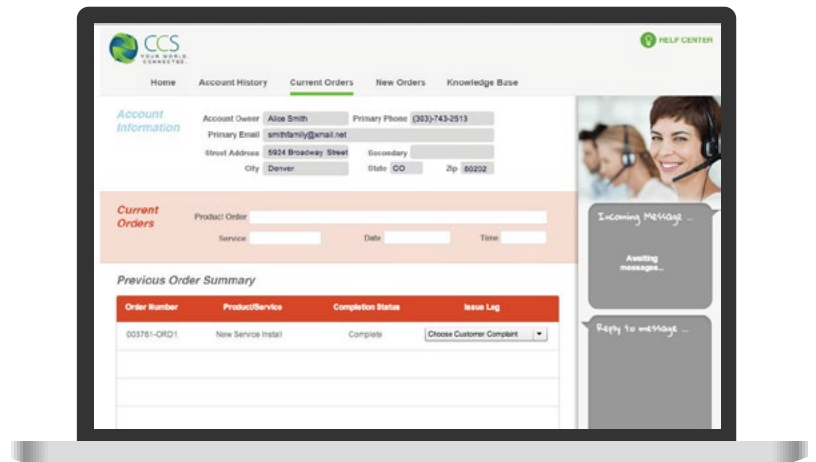 CCS
YOUR WORLD.
CONNECTED.
HELP CENTER
Home Account History Current Orders New Orders Knowledge Base
Account
Information
Account Owner Alice Smith Primary Phone (303)-743-2513
Primary Email smithfamily@xmail.net
Street Address 5924 Broadway Street Secondary
City Denver State CO Zip 80202
Current
Orders
Product Order
Service Date Time
Previous Order Summary
Order Number Product/Service Completion Status Issue Log
003761-ORD1 New Service Install Complete Choose Customer Complaint
Incoming Message ...
Awaiting
messages...
Reply to message ...